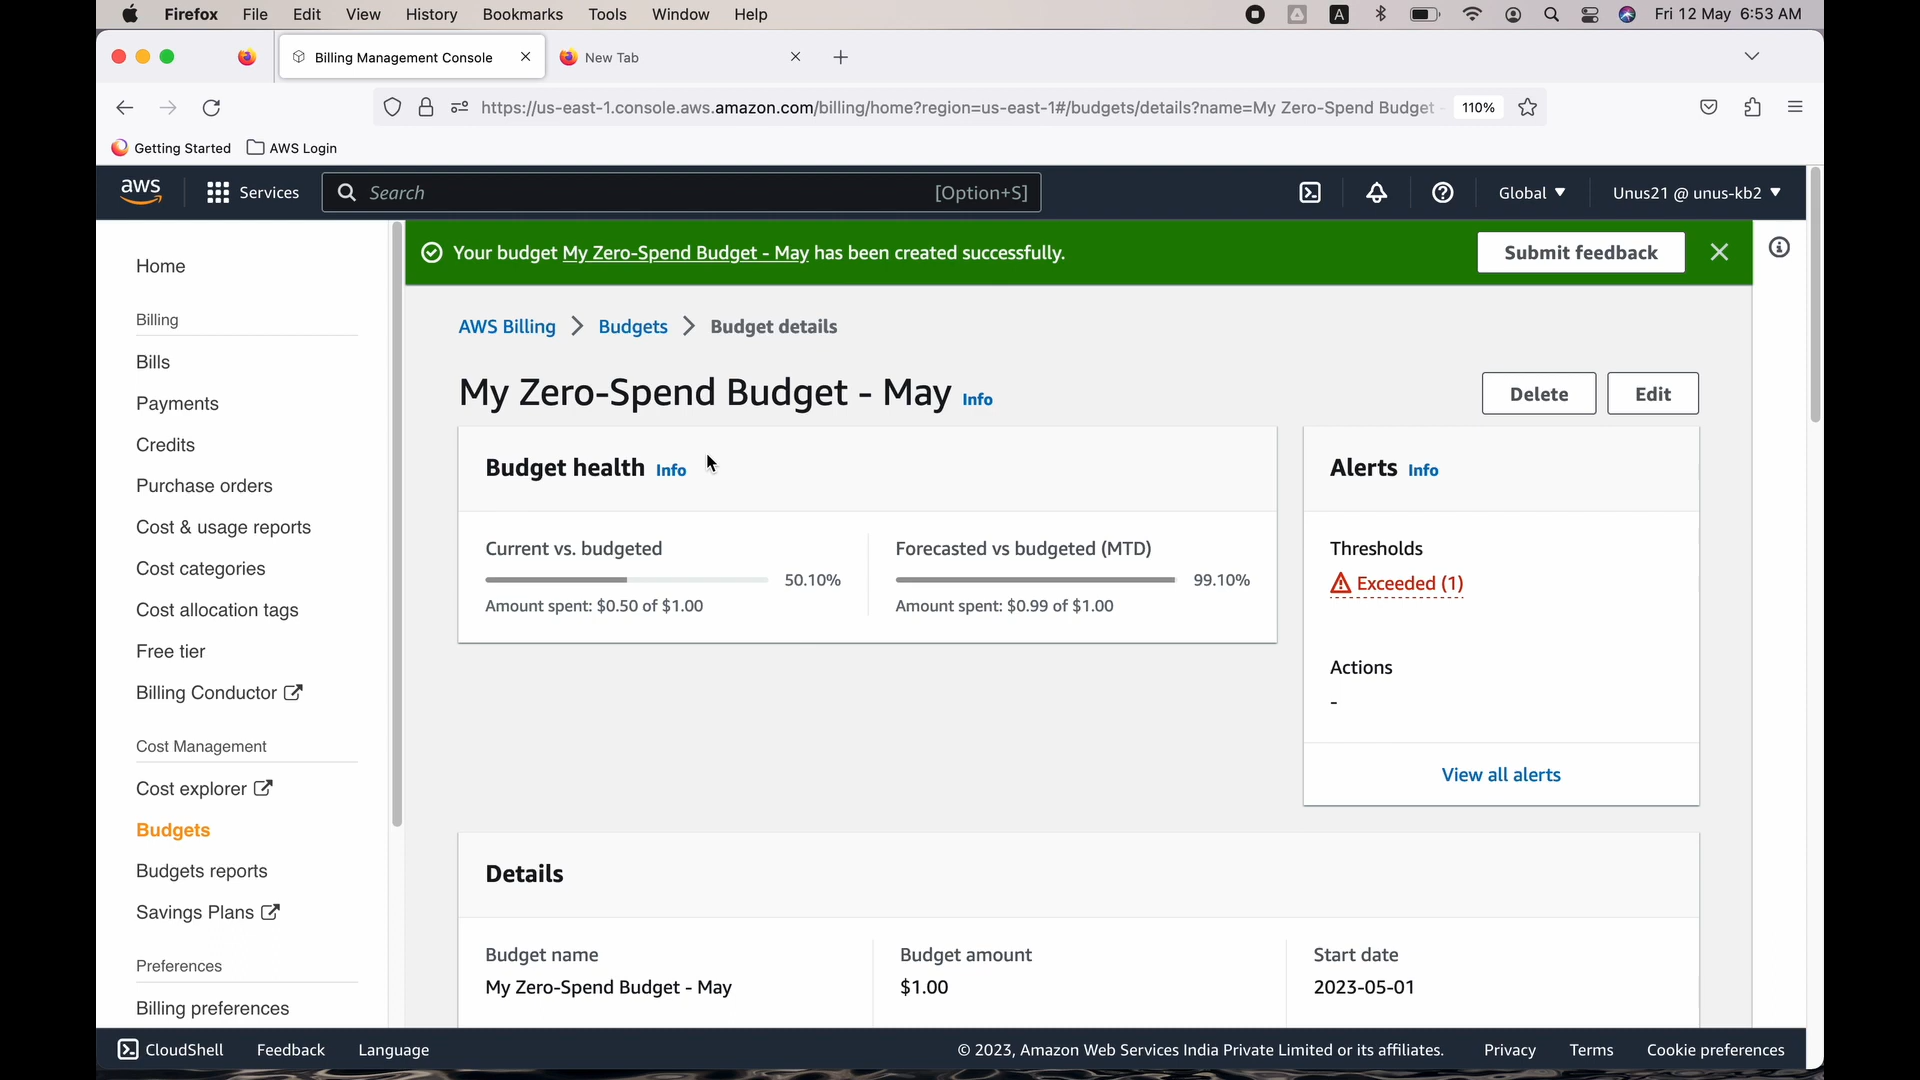 Firefox File Edit View History Bookmarks Tools Window Help A Fri 12 May 6:53 AM
Billing Management Console New Tab
https://us-east-1.console.aws.amazon.com/billing/home?region=us-east-1#/budgets/details?name=My Zero-Spend Budget - 110%
Getting Started AWS Login
aws Services Search [Option+S] Global Unus21 @ unus-kb2
Your budget My Zero-Spend Budget - May has been created successfully. Submit feedback
Home
Billing
Bills
Payments
Credits
Purchase orders
Cost & usage reports
Cost categories
Cost allocation tags
Free tier
Billing Conductor
Cost Management
Cost explorer
Budgets
Budgets reports
Savings Plans
Preferences
Billing preferences
AWS Billing > Budgets > Budget details
My Zero-Spend Budget - May Info
Delete Edit
Budget health Info
Current vs. budgeted
50.10%
Amount spent: $0.50 of $1.00
Forecasted vs budgeted (MTD)
99.10%
Amount spent: $0.99 of $1.00
Alerts Info
Thresholds
Exceeded (1)
Actions
-
View all alerts
Details
Budget name
My Zero-Spend Budget - May
Budget amount
$1.00
Start date
2023-05-01
CloudShell Feedback Language © 2023, Amazon Web Services India Private Limited or its affiliates. Privacy Terms Cookie preferences